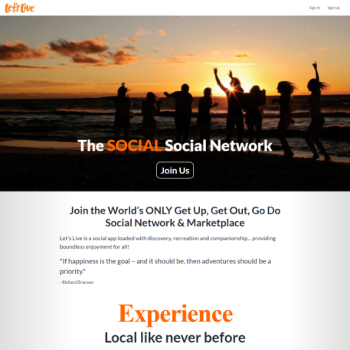 Let's Live
Sign In Sign Up
The SOCIAL Social Network
Join Us
Join the World's ONLY Get Up, Get Out, Go Do
Social Network & Marketplace
Let's Live is a social app loaded with discovery, recreation and companionship... providing
boundless enjoyment for all!
"If happiness is the goal – and it should be, then adventures should be a
priority."
- Richard Branson
Experience
Local like never before